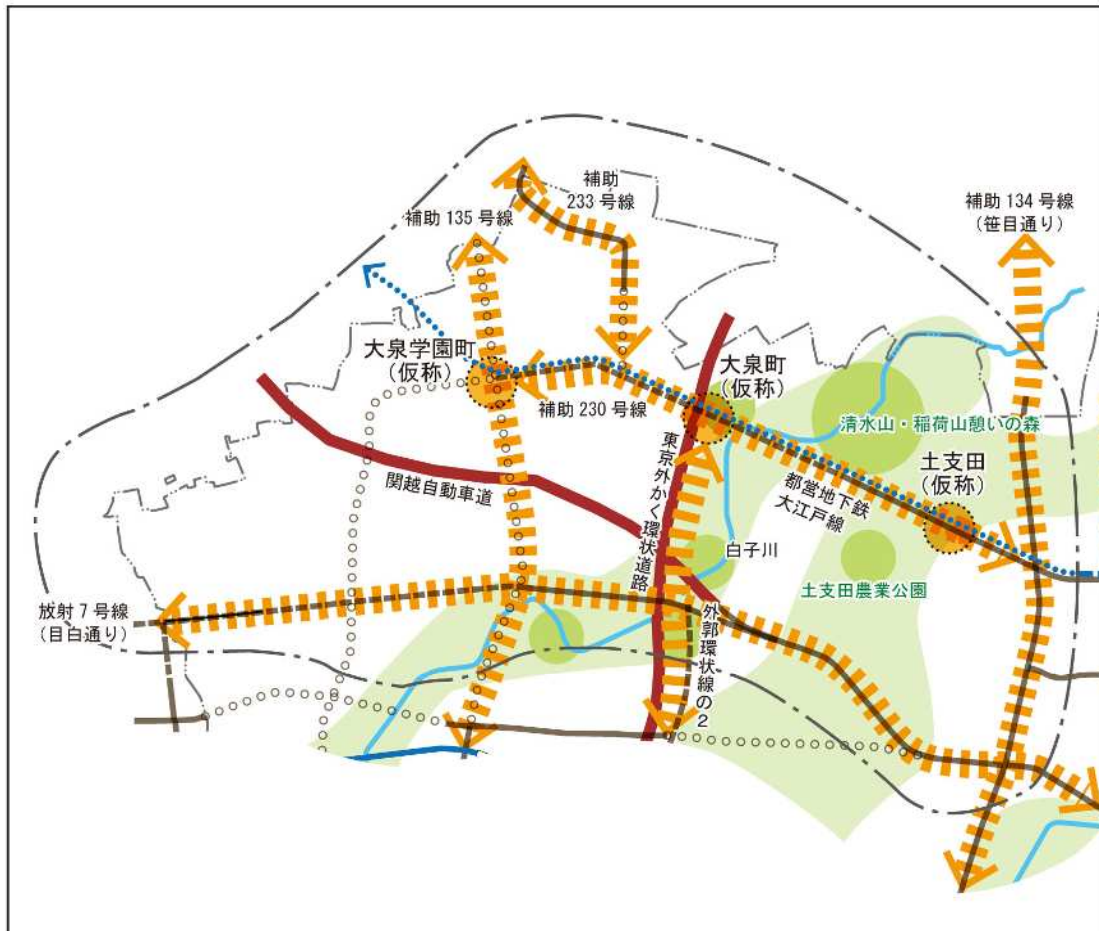 補助
233 号線
補助 135 号線
補助 134 号線
(笹目通り)
大泉学園町
(仮称)
大泉町
(仮称)
補助 230 号線
清水山・稲荷山憩いの森
土支田
(仮称)
関越自動車道
東京外かく環状道路
都営地下鉄
大江戸線
白子川
土支田農業公園
放射 7 号線
(目白通り)
外郭環状線の2